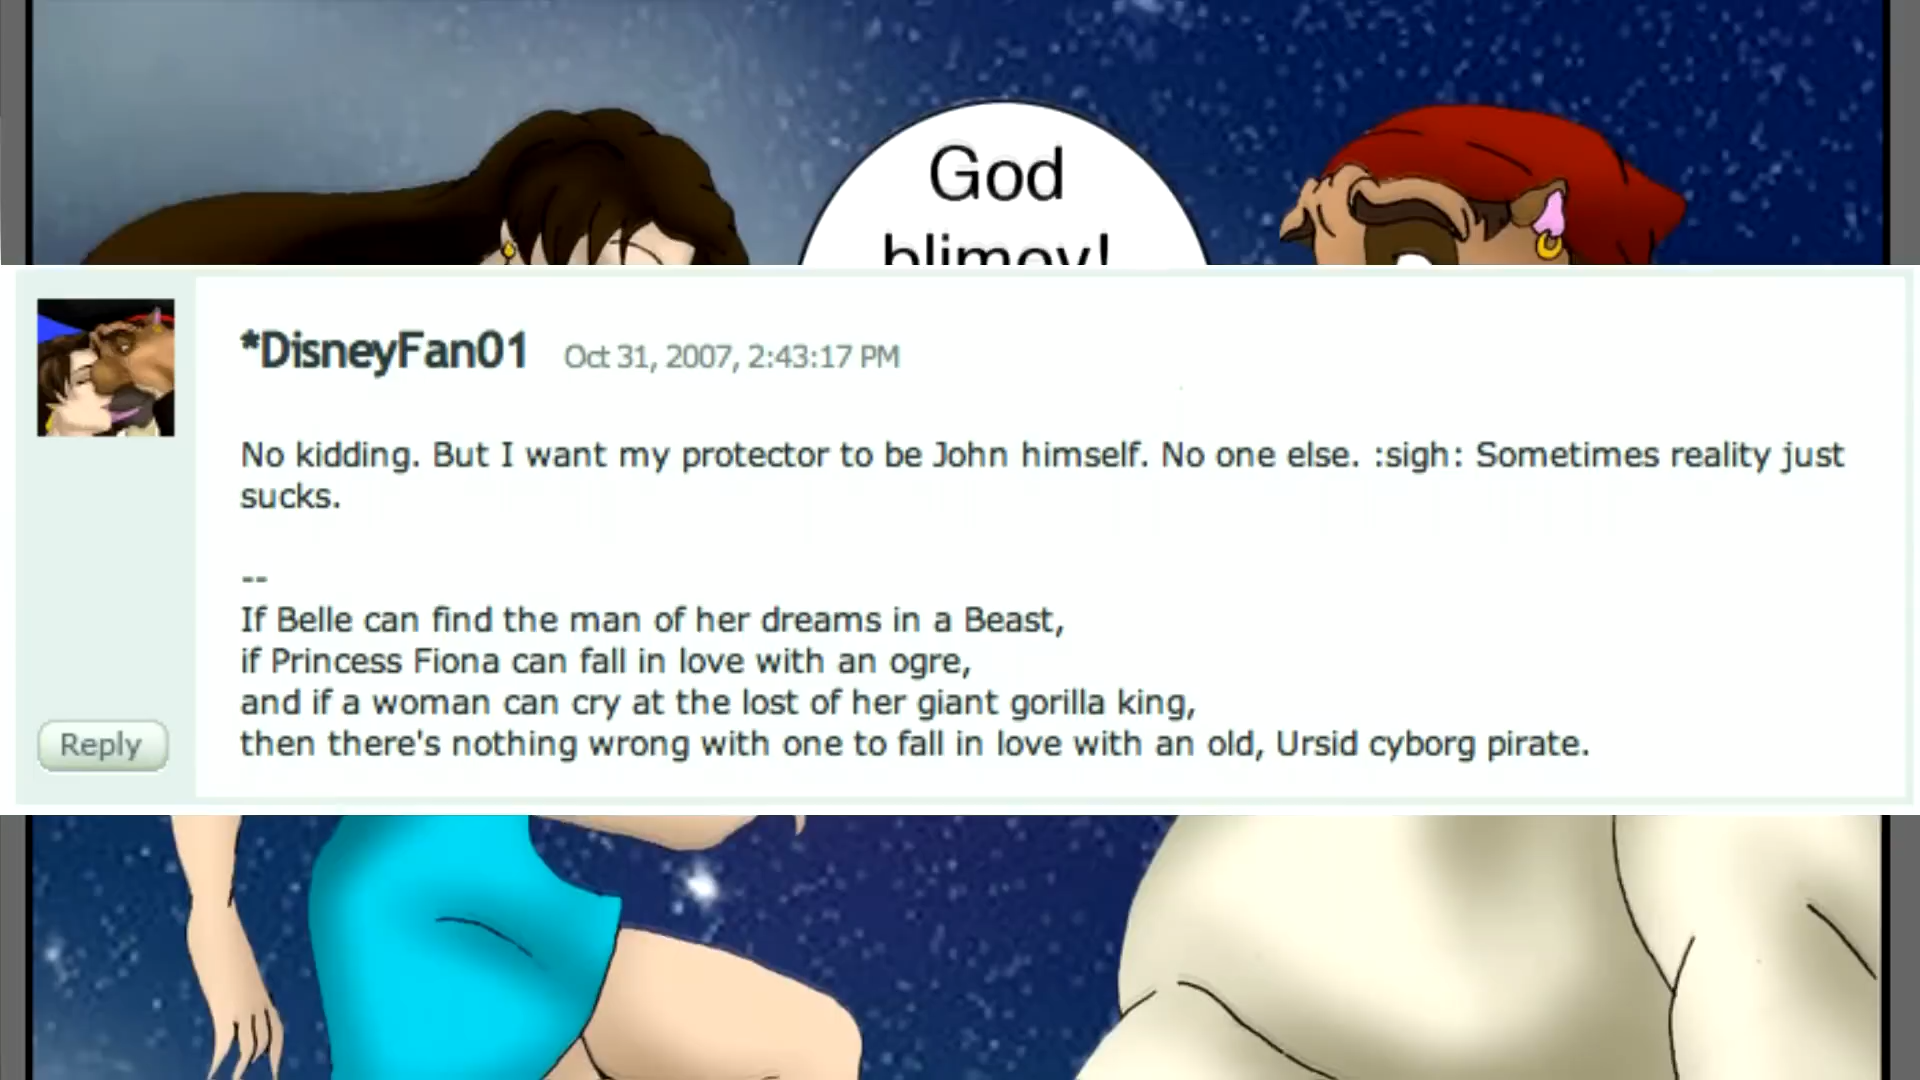 God
blimey!
*DisneyFan01 Oct 31, 2007, 2:43:17 PM
No kidding. But I want my protector to be John himself. No one else. :sigh: Sometimes reality just
sucks.
--
If Belle can find the man of her dreams in a Beast,
if Princess Fiona can fall in love with an ogre,
and if a woman can cry at the lost of her giant gorilla king,
then there's nothing wrong with one to fall in love with an old, Ursid cyborg pirate.
Reply